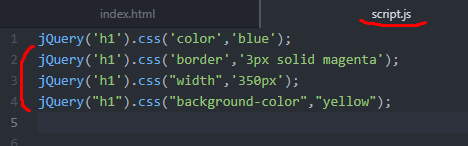 index.html
script.js
1 jQuery('h1').css('color','blue');
2 jQuery('h1').css('border','3px solid magenta');
3 jQuery('h1').css("width",'350px');
4 jQuery("h1").css("background-color","yellow");
5